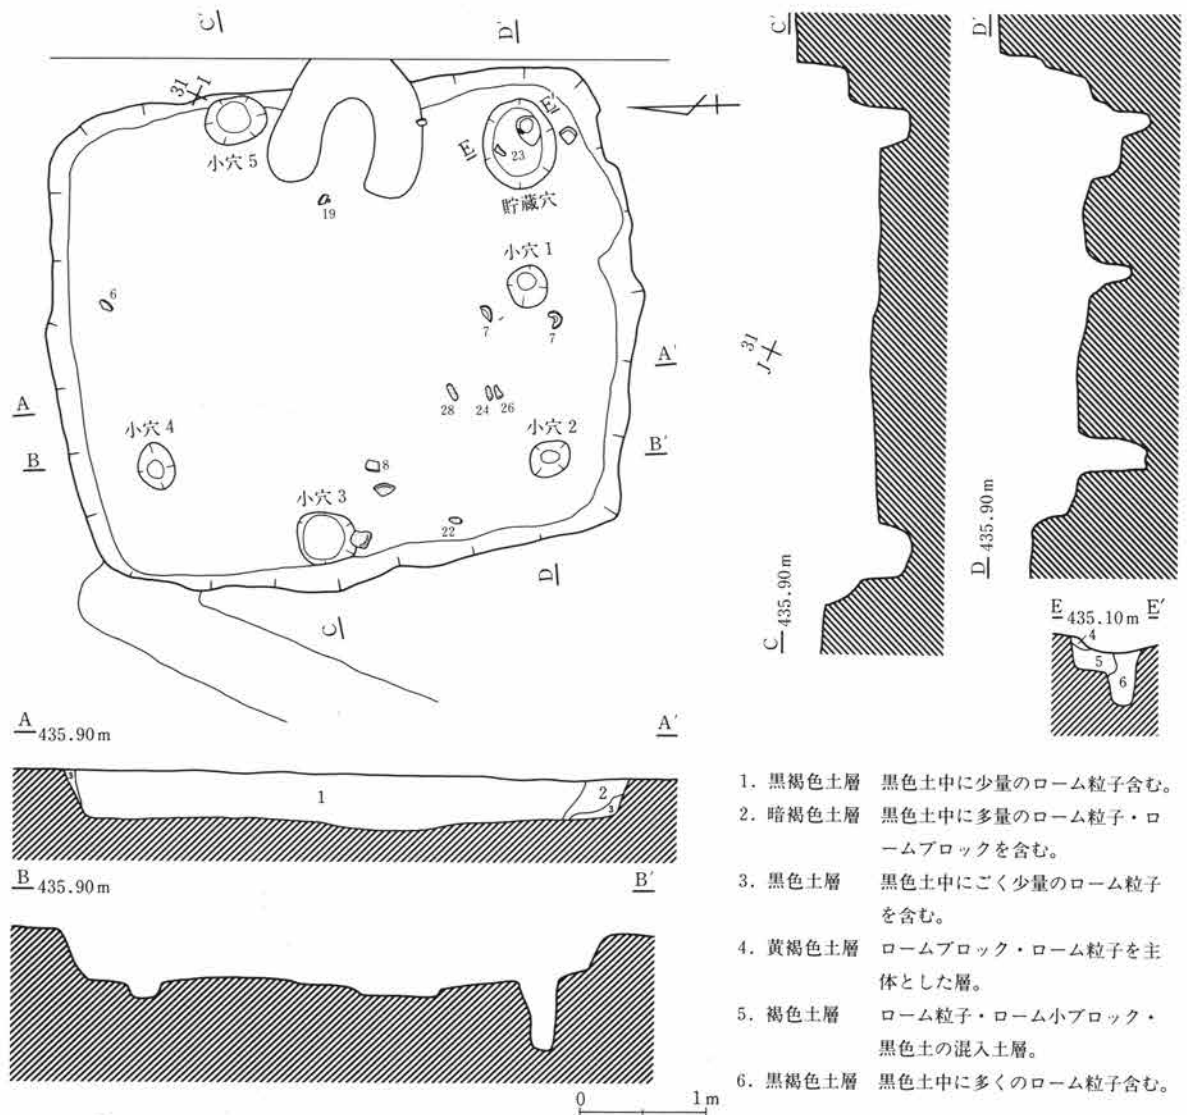 C'
D'
31
I
小穴 5
E
E'
23
貯蔵穴
19
小穴 1
6
7
7
31
J
A
A'
28
24
26
小穴 4
小穴 2
B
B'
8
小穴 3
22
D
C
C'
C 435.90m
D'
D 435.90m
E 435.10m E'
4
5
6
A 435.90m A'
3
1
2
3
B 435.90m B'
1. 黒褐色土層 黒色土中に少量のローム粒子含む。
2. 暗褐色土層 黒色土中に多量のローム粒子・ロ
ームブロックを含む。
3. 黒色土層 黒色土中にごく少量のローム粒子
を含む。
4. 黄褐色土層 ロームブロック・ローム粒子を主
体とした層。
5. 褐色土層 ローム粒子・ローム小ブロック・
黒色土の混入土層。
6. 黒褐色土層 黒色土中に多くのローム粒子含む。
0 1m